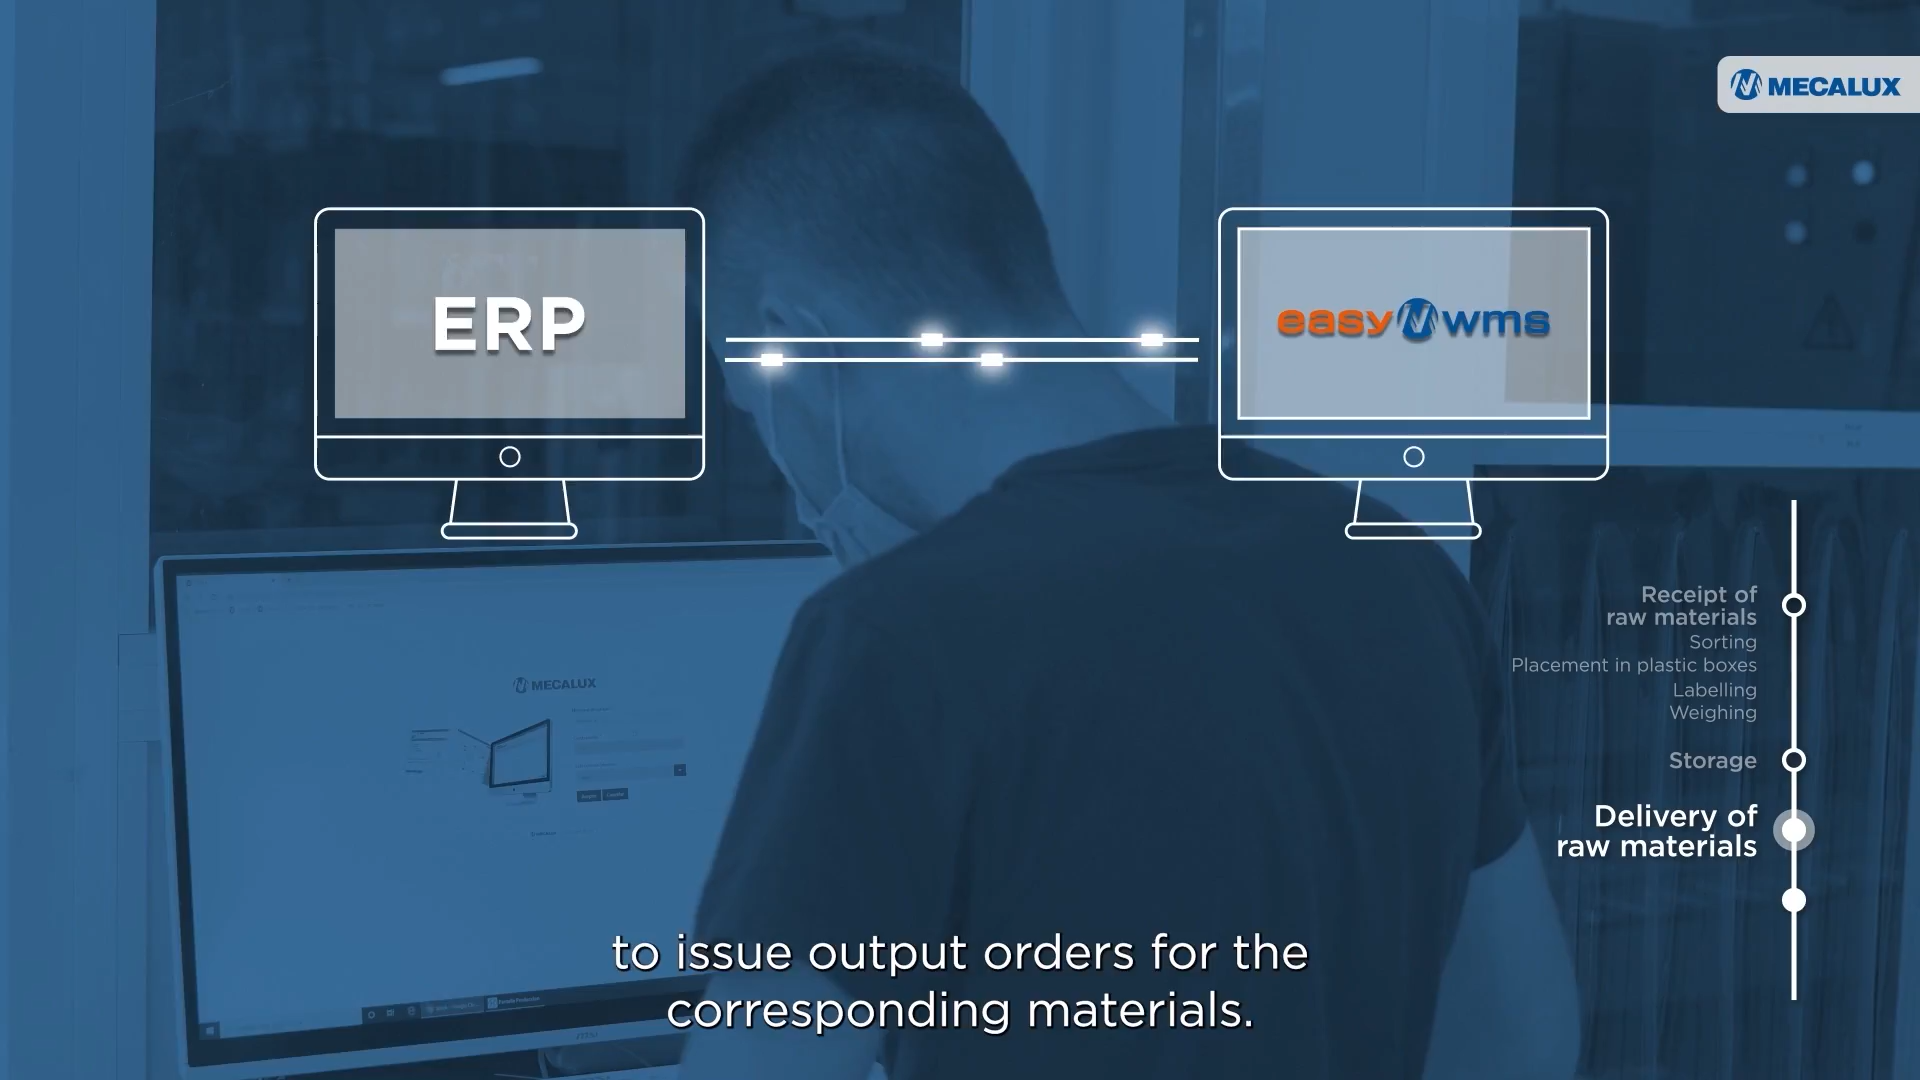 MECALUX
ERP
easy wms
Receipt of
raw materials
Sorting
Placement in plastic boxes
Labelling
Weighing
Storage
Delivery of
raw materials
MECALUX
to issue output orders for the
corresponding materials.